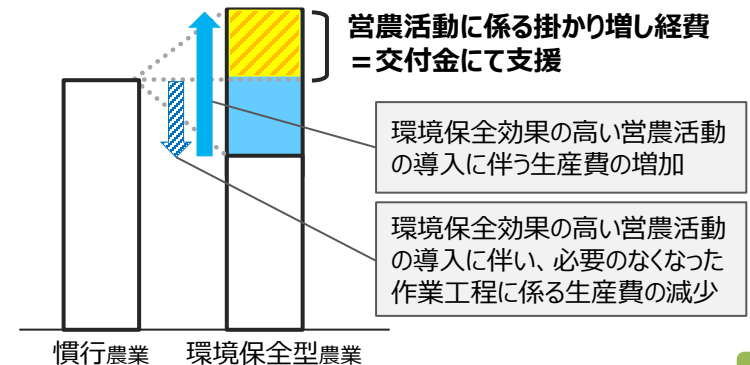 営農活動に係る掛かり増し経費
＝交付金にて支援
環境保全効果の高い営農活動
の導入に伴う生産費の増加
環境保全効果の高い営農活動
の導入に伴い、必要のなくなった
作業工程に係る生産費の減少
慣行農業
環境保全型農業